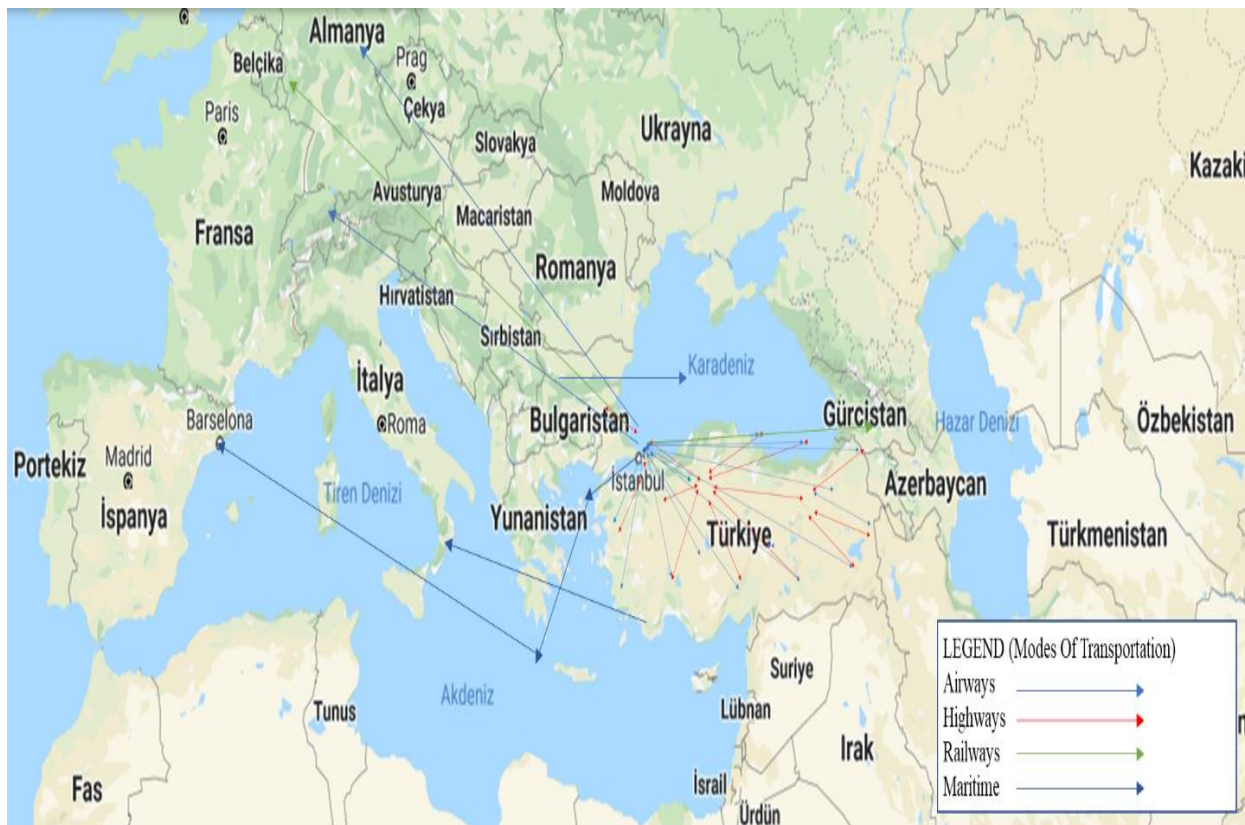 Almanya
Prag
Belçika
Çekya
Paris
Ukrayna
Slovakya
Kazaki
Avusturya
Moldova
Macaristan
Fransa
Romanya
Hırvatistan
Sırbistan
Karadeniz
İtalya
Barselona
Roma
Bulgaristan
Gürcistan
Hazar Denizi
Özbekistan
Portekiz
Madrid
İstanbul
Azerbaycan
Tiren Denizi
İspanya
Yunanistan
Türkiye
Türkmenistan
LEGEND (Modes Of Transportation)
Airways
Highways
Railways
Maritime
Suriye
Akdeniz
Tunus
Lübnan
Irak
Fas
İsrail
Ürdün